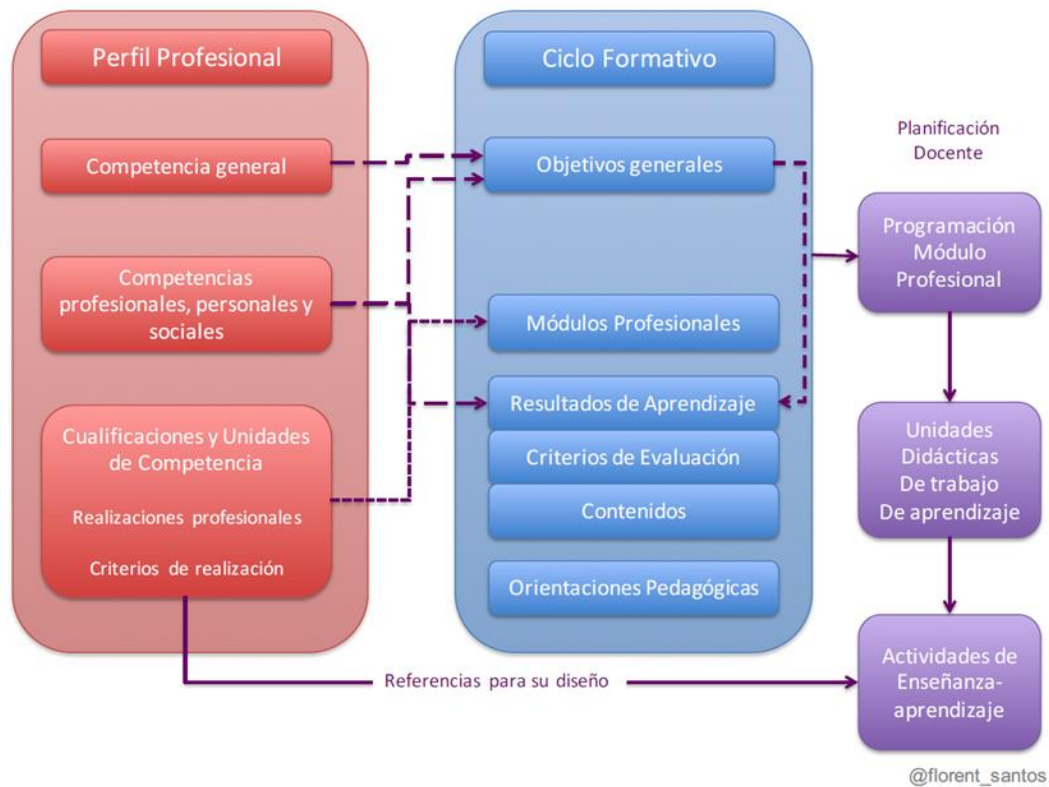 Perfil Profesional
Competencia general
Competencias
profesionales, personales y
sociales
Cualificaciones y Unidades
de Competencia
Realizaciones profesionales
Criterios de realización
Ciclo Formativo
Objetivos generales
Módulos Profesionales
Resultados de Aprendizaje
Criterios de Evaluación
Contenidos
Orientaciones Pedagógicas
Planificación
Docente
Programación
Módulo
Profesional
Unidades
Didácticas
De trabajo
De aprendizaje
Actividades de
Enseñanza-
aprendizaje
Referencias para su diseño
@florent_santos